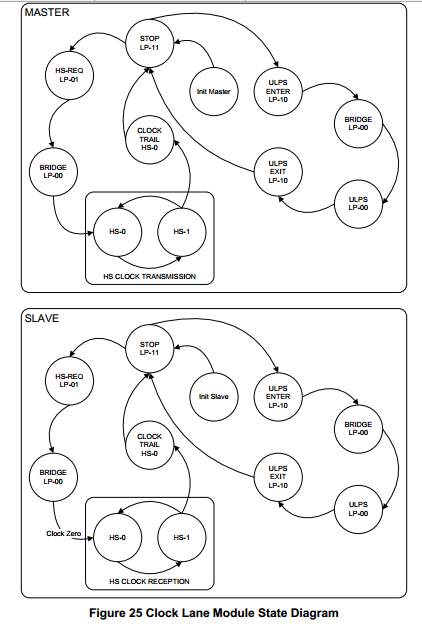 MASTER
STOP
LP-11
HS-REQ
LP-01
Init Master
ULPS
ENTER
LP-10
BRIDGE
LP-00
CLOCK
TRAIL
HS-0
BRIDGE
LP-00
ULPS
EXIT
LP-10
ULPS
LP-00
HS-0
HS-1
HS CLOCK TRANSMISSION
SLAVE
STOP
LP-11
HS-REQ
LP-01
Init Slave
ULPS
ENTER
LP-10
BRIDGE
LP-00
CLOCK
TRAIL
HS-0
BRIDGE
LP-00
ULPS
EXIT
LP-10
ULPS
LP-00
Clock Zero
HS-0
HS-1
HS CLOCK RECEPTION
Figure 25 Clock Lane Module State Diagram